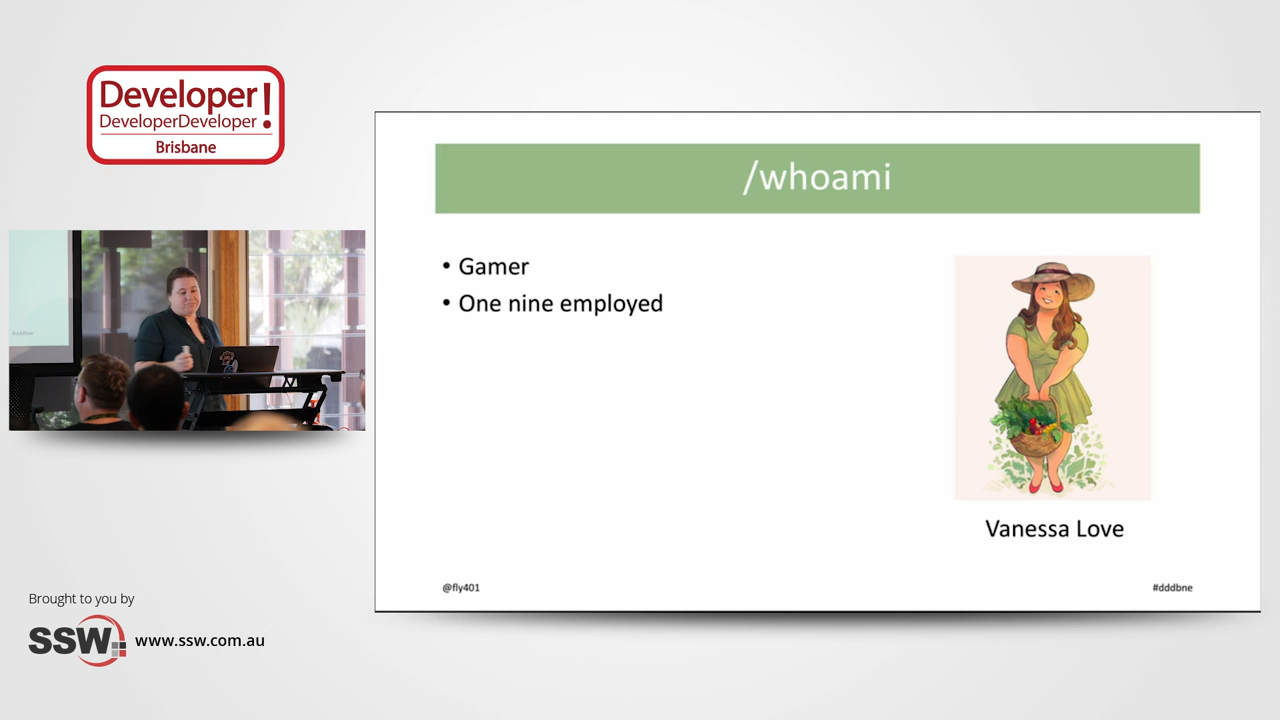 Developer!
DeveloperDeveloper
Brisbane
/whoami
• Gamer
• One nine employed
Vanessa Love
@fly401
#dddbne
#dddbne
Brought to you by
SSW
www.ssw.com.au